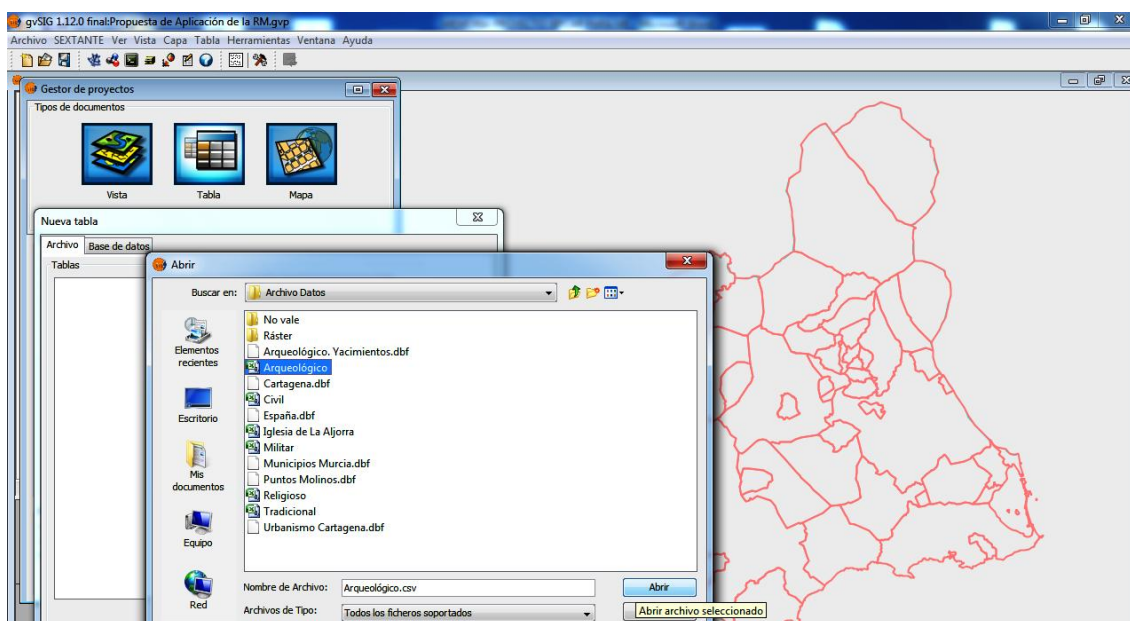 gvSIG 1.12.0 final:Propuesta de Aplicación de la RM.gvp
Archivo SEXTANTE Ver Vista Capa Tabla Herramientas Ventana Ayuda
Gestor de proyectos
Tipos de documentos
Vista Tabla Mapa
Nueva tabla
Archivo Base de datos
Tablas
Abrir
Buscar en: Archivo Datos
Elementos recientes
Escritorio
Mis documentos
Equipo
Red
No vale
Ráster
Arqueológico. Yacimientos.dbf
Arqueológico
Cartagena.dbf
Civil
España.dbf
Iglesia de La Aljorra
Militar
Municipios Murcia.dbf
Puntos Molinos.dbf
Religioso
Tradicional
Urbanismo Cartagena.dbf
Nombre de Archivo: Arqueológico.csv Abrir
Archivos de Tipo: Todos los ficheros soportados
Abrir archivo seleccionado